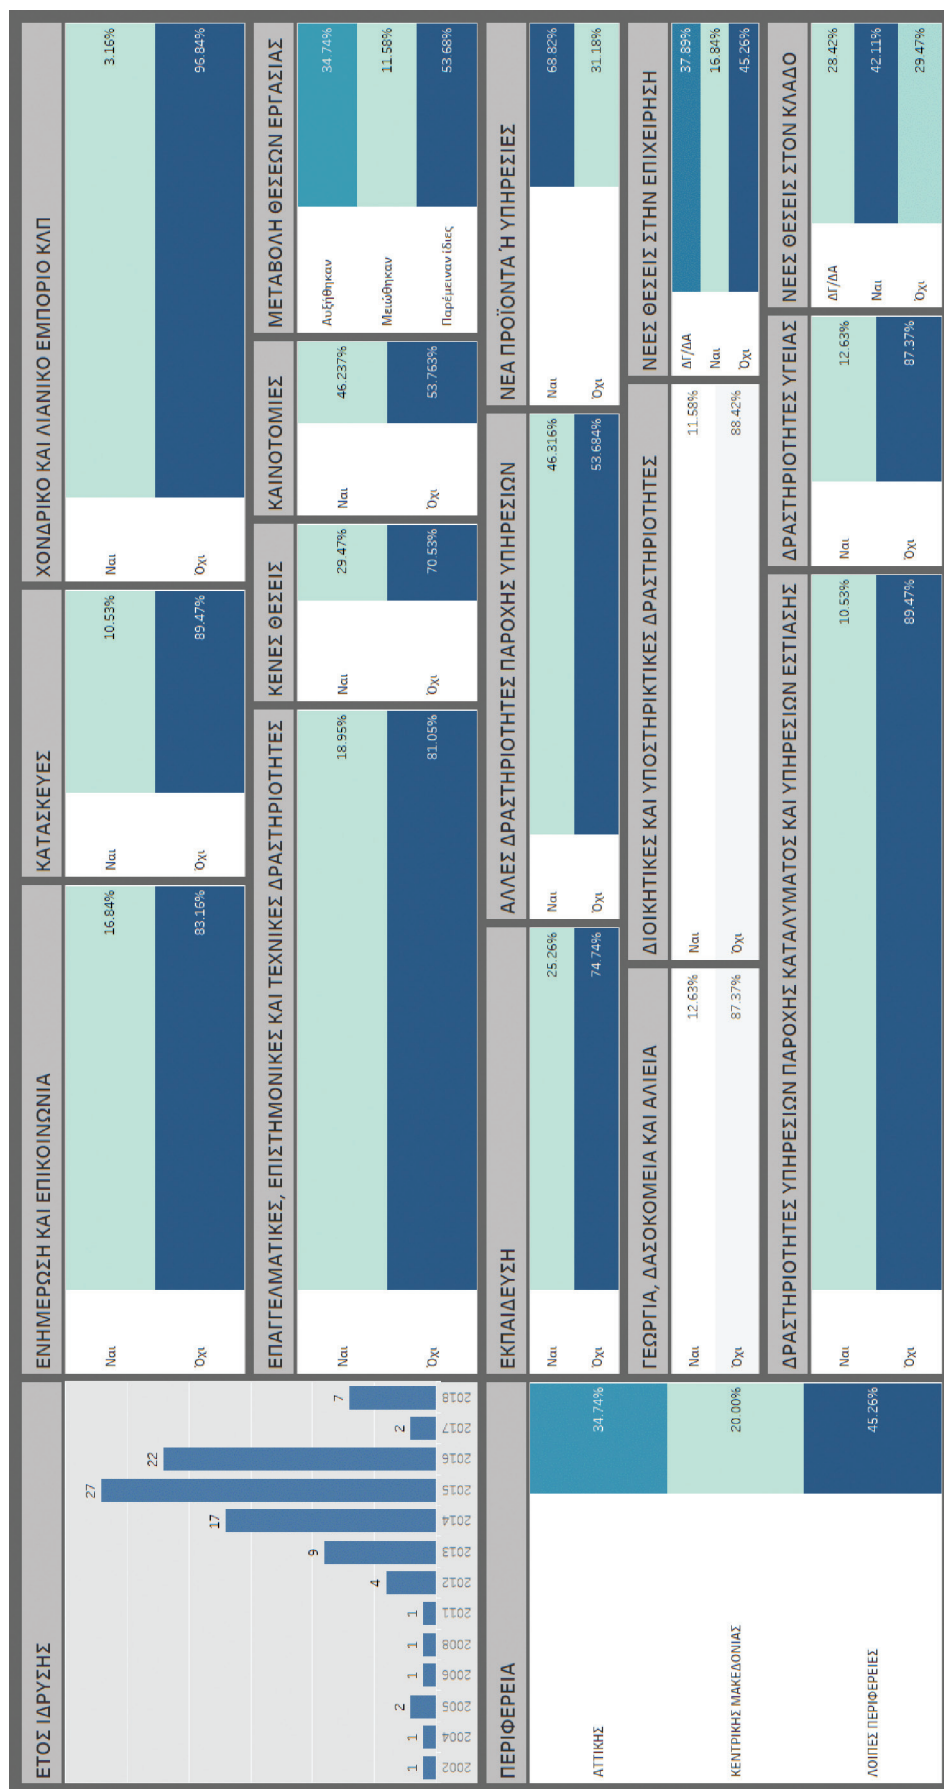 ΕΤΟΣ ΙΔΡΥΣΗΣ
1
1
2
1
1
1
4
9
17
27
22
2
7
2002
2004
2005
2006
2008
2011
2012
2013
2014
2015
2016
2017
2018
ΕΝΗΜΕΡΩΣΗ ΚΑΙ ΕΠΙΚΟΙΝΩΝΙΑ
Ναι 16.84%
Όχι 83.16%
ΚΑΤΑΣΚΕΥΕΣ
Ναι 10.53%
Όχι 89.47%
ΧΟΝΔΡΙΚΟ ΚΑΙ ΛΙΑΝΙΚΟ ΕΜΠΟΡΙΟ ΚΛΠ
Ναι 3.16%
Όχι 96.84%
ΕΠΑΓΓΕΛΜΑΤΙΚΕΣ, ΕΠΙΣΤΗΜΟΝΙΚΕΣ ΚΑΙ ΤΕΧΝΙΚΕΣ ΔΡΑΣΤΗΡΙΟΤΗΤΕΣ
Ναι 18.95%
Όχι 81.05%
ΚΕΝΕΣ ΘΕΣΕΙΣ
Ναι 29.47%
Όχι 70.53%
ΚΑΙΝΟΤΟΜΙΕΣ
Ναι 46.237%
Όχι 53.763%
ΜΕΤΑΒΟΛΗ ΘΕΣΕΩΝ ΕΡΓΑΣΙΑΣ
Αυξήθηκαν 34.74%
Μειώθηκαν 11.58%
Παρέμειναν ίδιες 53.68%
ΠΕΡΙΦΕΡΕΙΑ
ΑΤΤΙΚΗΣ 34.74%
ΚΕΝΤΡΙΚΗΣ ΜΑΚΕΔΟΝΙΑΣ 20.00%
ΛΟΙΠΕΣ ΠΕΡΙΦΕΡΕΙΕΣ 45.26%
ΕΚΠΑΙΔΕΥΣΗ
Ναι 25.26%
Όχι 74.74%
ΑΛΛΕΣ ΔΡΑΣΤΗΡΙΟΤΗΤΕΣ ΠΑΡΟΧΗΣ ΥΠΗΡΕΣΙΩΝ
Ναι 46.316%
Όχι 53.684%
ΝΕΑ ΠΡΟΪΟΝΤΑ Ή ΥΠΗΡΕΣΙΕΣ
Ναι 68.82%
Όχι 31.18%
ΓΕΩΡΓΙΑ, ΔΑΣΟΚΟΜΕΙΑ ΚΑΙ ΑΛΙΕΙΑ
Ναι 12.63%
Όχι 87.37%
ΔΙΟΙΚΗΤΙΚΕΣ ΚΑΙ ΥΠΟΣΤΗΡΙΚΤΙΚΕΣ ΔΡΑΣΤΗΡΙΟΤΗΤΕΣ
Ναι 11.58%
Όχι 88.42%
ΝΕΕΣ ΘΕΣΕΙΣ ΣΤΗΝ ΕΠΙΧΕΙΡΗΣΗ
ΔΓ/ΔΑ 37.89%
Ναι 16.84%
Όχι 45.26%
ΔΡΑΣΤΗΡΙΟΤΗΤΕΣ ΥΠΗΡΕΣΙΩΝ ΠΑΡΟΧΗΣ ΚΑΤΑΛΥΜΑΤΟΣ ΚΑΙ ΥΠΗΡΕΣΙΩΝ ΕΣΤΙΑΣΗΣ
Ναι 10.53%
Όχι 89.47%
ΔΡΑΣΤΗΡΙΟΤΗΤΕΣ ΥΓΕΙΑΣ
Ναι 12.63%
Όχι 87.37%
ΝΕΕΣ ΘΕΣΕΙΣ ΣΤΟΝ ΚΛΑΔΟ
ΔΓ/ΔΑ 28.42%
Ναι 42.11%
Όχι 29.47%